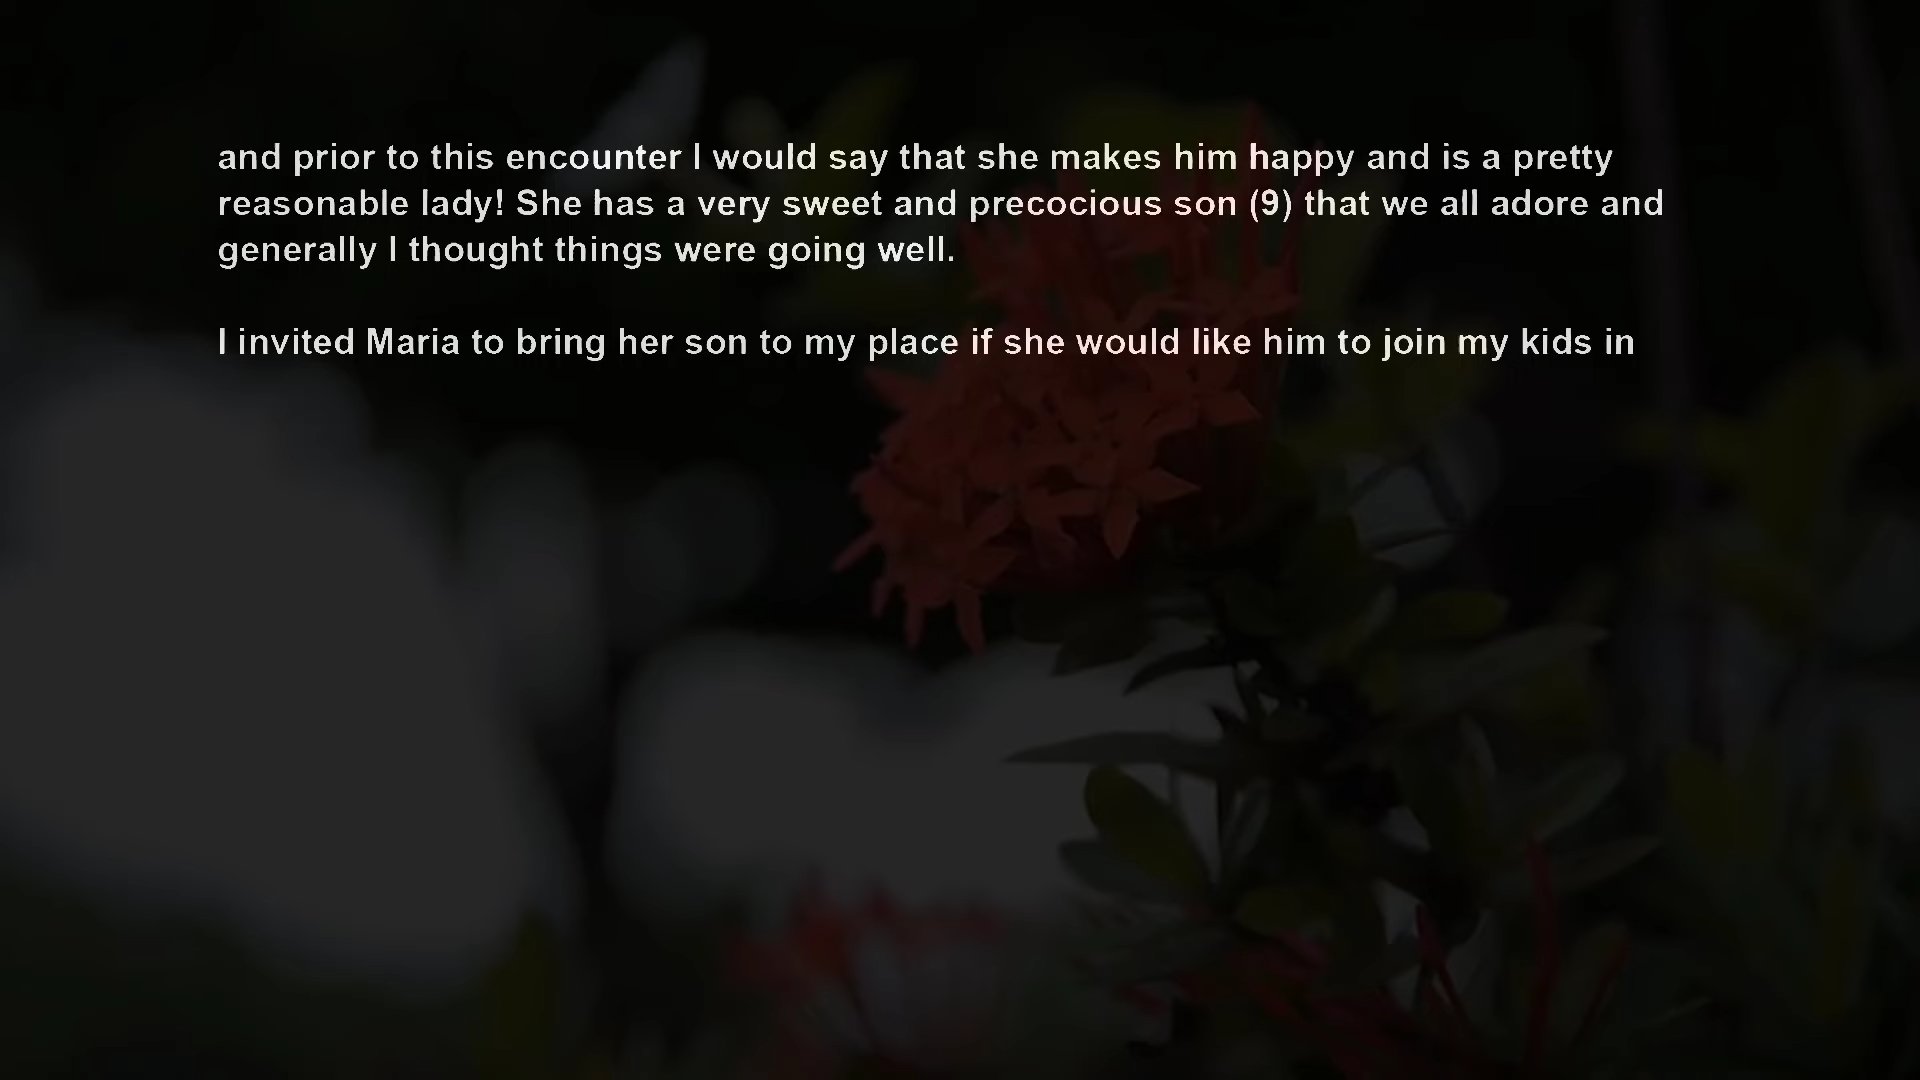 and prior to this encounter I would say that she makes him happy and is a pretty
reasonable lady! She has a very sweet and precocious son (9) that we all adore and
generally I thought things were going well.
I invited Maria to bring her son to my place if she would like him to join my kids in